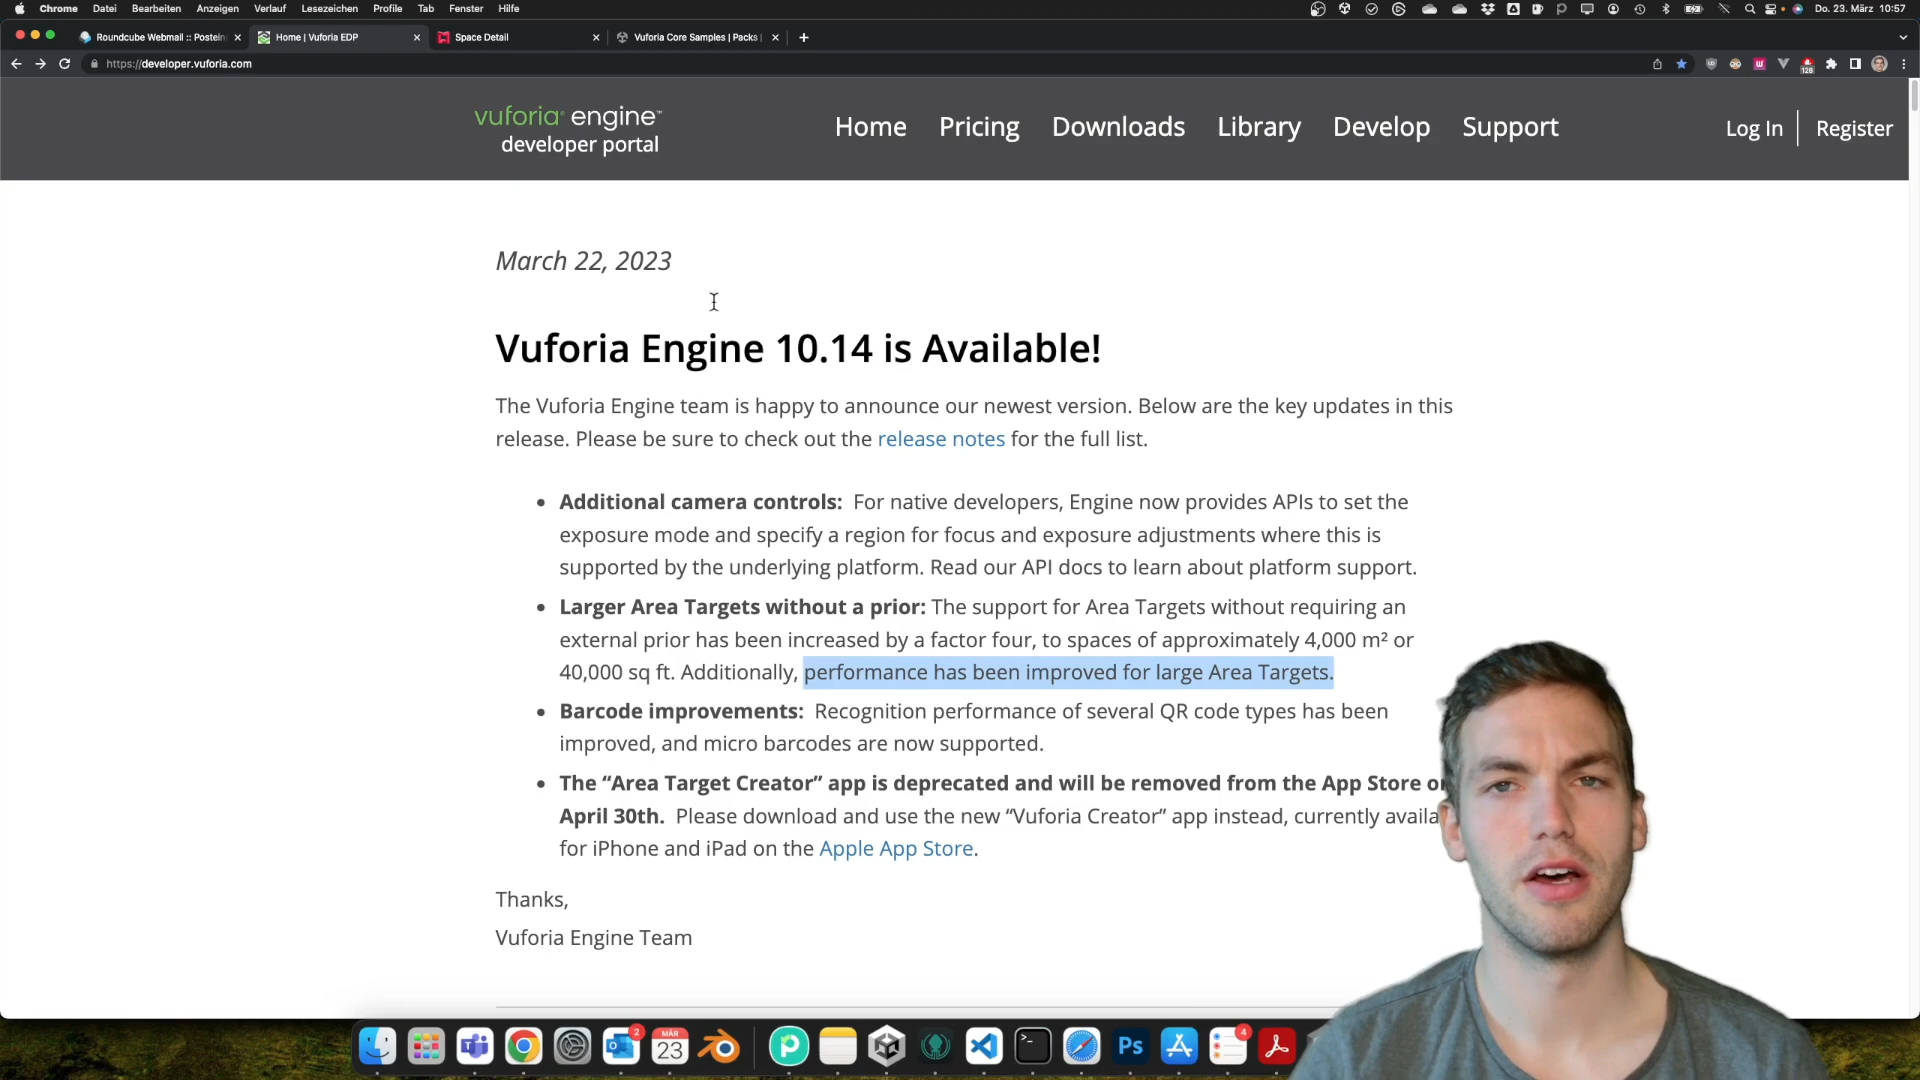 Chrome Datei Bearbeiten Anzeigen Verlauf Lesezeichen Profile Tab Fenster Hilfe Do. 23. März 10:57
Roundcube Webmail :: Postein Home | Vuforia EDP Space Detail Vuforia Core Samples | Packs
https://developer.vuforia.com
128
vuforia engine™
developer portal
Home Pricing Downloads Library Develop Support Log In Register
March 22, 2023
Vuforia Engine 10.14 is Available!
The Vuforia Engine team is happy to announce our newest version. Below are the key updates in this
release. Please be sure to check out the release notes for the full list.
• Additional camera controls: For native developers, Engine now provides APIs to set the
exposure mode and specify a region for focus and exposure adjustments where this is
supported by the underlying platform. Read our API docs to learn about platform support.
• Larger Area Targets without a prior: The support for Area Targets without requiring an
external prior has been increased by a factor four, to spaces of approximately 4,000 m² or
40,000 sq ft. Additionally, performance has been improved for large Area Targets.
• Barcode improvements: Recognition performance of several QR code types has been
improved, and micro barcodes are now supported.
• The “Area Target Creator” app is deprecated and will be removed from the App Store
April 30th. Please download and use the new “Vuforia Creator” app instead, currently availa
for iPhone and iPad on the Apple App Store.
Thanks,
Vuforia Engine Team
2 MÄR 4
23 Ps